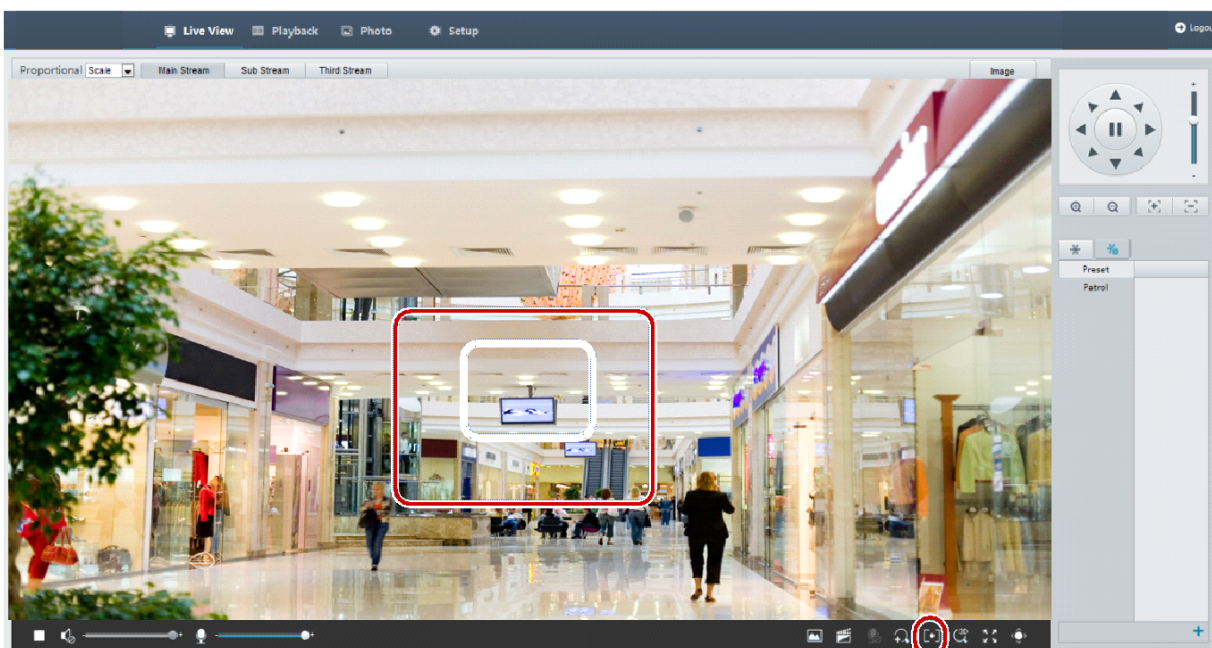 Live View Playback Photo Setup Logou
Proportional Scale Main Stream Sub Stream Third Stream Image
Preset
Patrol